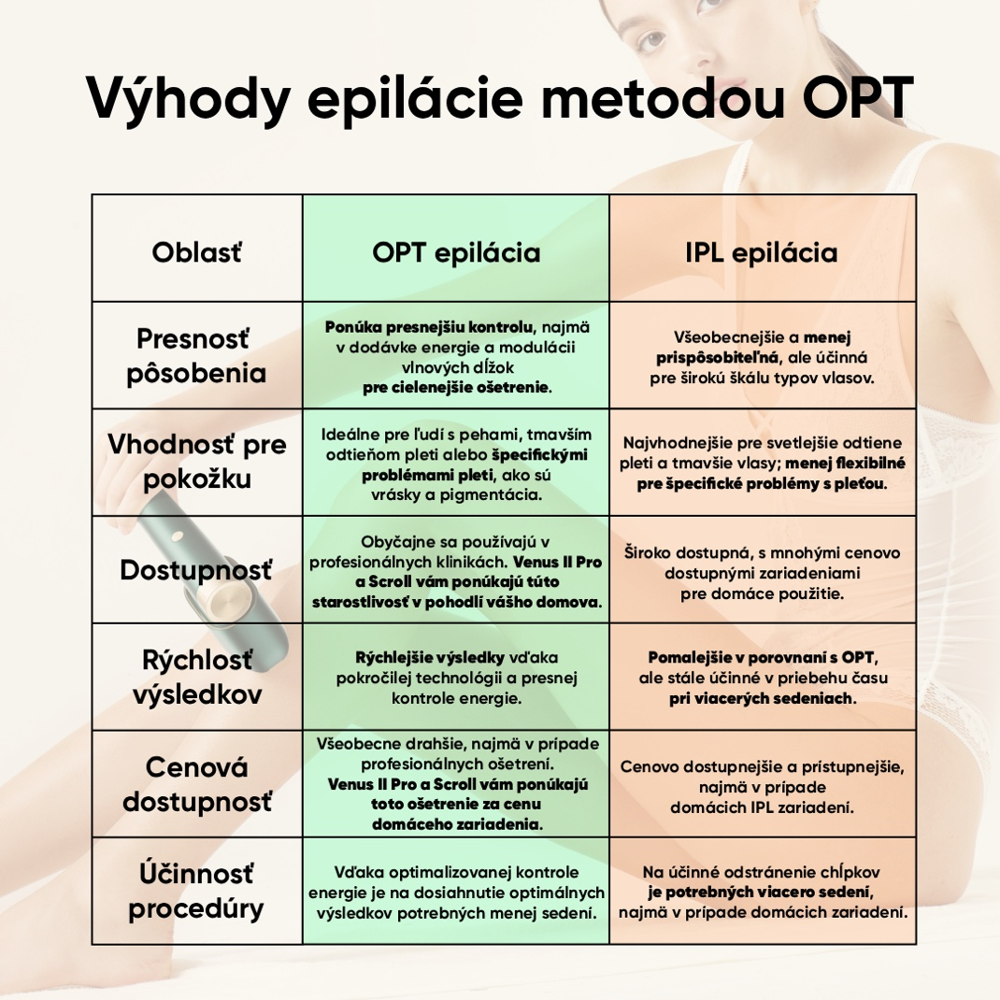 Výhody epilácie metodou OPT
Oblasť
OPT epilácia
IPL epilácia
Presnosť
pôsobenia
Ponúka presnejšiu kontrolu, najmä
v dodávke energie a modulácii
vlnových dĺžok
pre cielenejšie ošetrenie.
Všeobecnejšie a menej
prispôsobiteľná, ale účinná
pre širokú škálu typov vlasov.
Vhodnosť pre
pokožku
Ideálne pre ľudí s pehami, tmavším
odtieňom pleti alebo špecifickými
problémami pleti, ako sú
vrásky a pigmentácia.
Najvhodnejšie pre svetlejšie odtiene
pleti a tmavšie vlasy; menej flexibilné
pre špecifické problémy s pleťou.
Dostupnosť
Obyčajne sa používajú v
profesionálnych klinikách. Venus II Pro
a Scroll vám ponúkajú túto
starostlivosť v pohodlí vášho domova.
Široko dostupná, s mnohými cenovo
dostupnými zariadeniami
pre domáce použitie.
Rýchlosť
výsledkov
Rýchlejšie výsledky vďaka
pokročilej technológii a presnej
kontrole energie.
Pomalejšie v porovnaní s OPT,
ale stále účinné v priebehu času
pri viacerých sedeniach.
Cenová
dostupnosť
Všeobecne drahšie, najmä v prípade
profesionálnych ošetrení.
Venus II Pro a Scroll vám ponúkajú
toto ošetrenie za cenu
domáceho zariadenia.
Cenovo dostupnejšie a prístupnejšie,
najmä v prípade
domácich IPL zariadení.
Účinnosť
procedúry
Vďaka optimalizovanej kontrole
energie je na dosiahnutie optimálnych
výsledkov potrebných menej sedení.
Na účinné odstránenie chĺpkov
je potrebných viacero sedení,
najmä v prípade domácich zariadení.